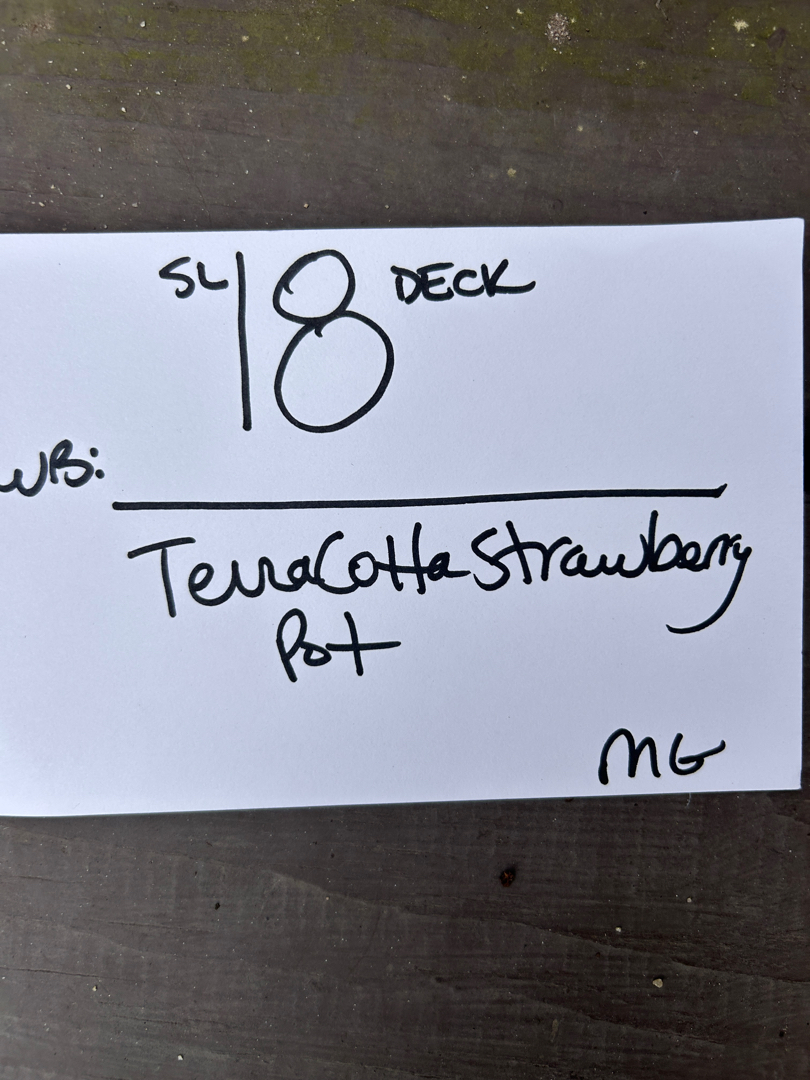 SL 18 DECK
WB:
TerraCotta Strawberry
Pot
MG